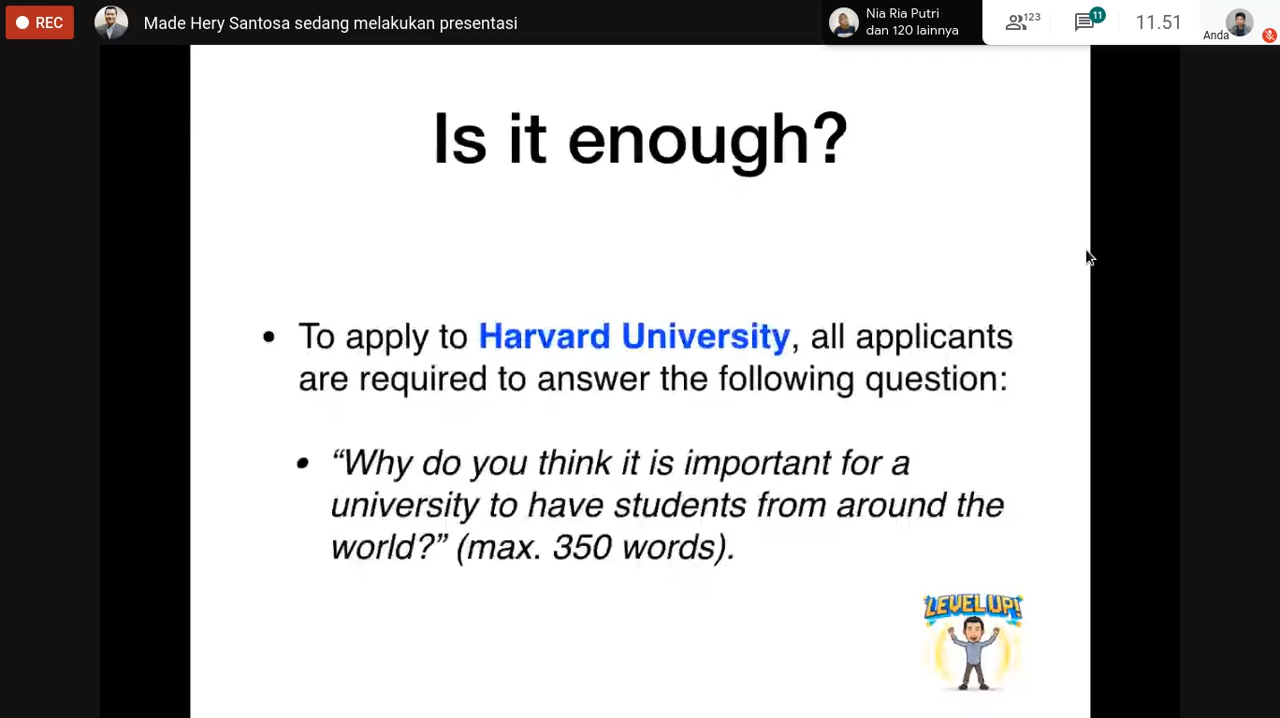 REC
Made Hery Santosa sedang melakukan presentasi
Nia Ria Putri
dan 120 lainnya
123
11
11.51
Anda
Is it enough?
• To apply to Harvard University, all applicants
are required to answer the following question:
• “Why do you think it is important for a
university to have students from around the
world?” (max. 350 words).
LEVEL UP!